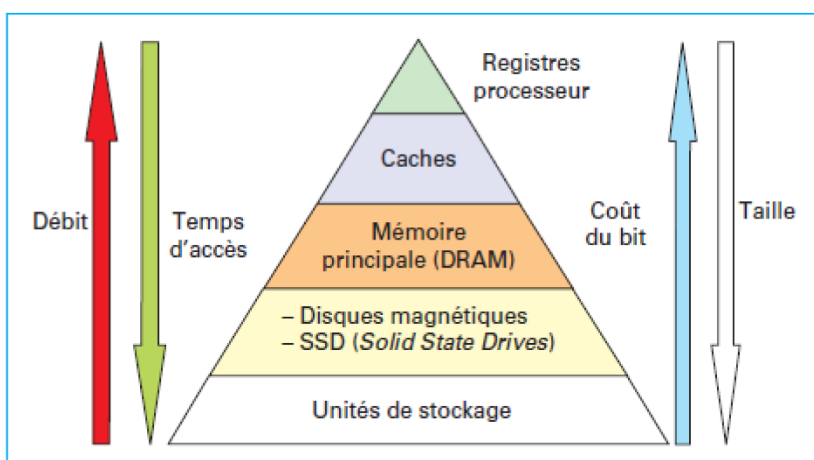 Registres
processeur
Caches
Débit
Temps
d'accès
Mémoire
principale (DRAM)
Coût
du bit
Taille
– Disques magnétiques
– SSD (Solid State Drives)
Unités de stockage